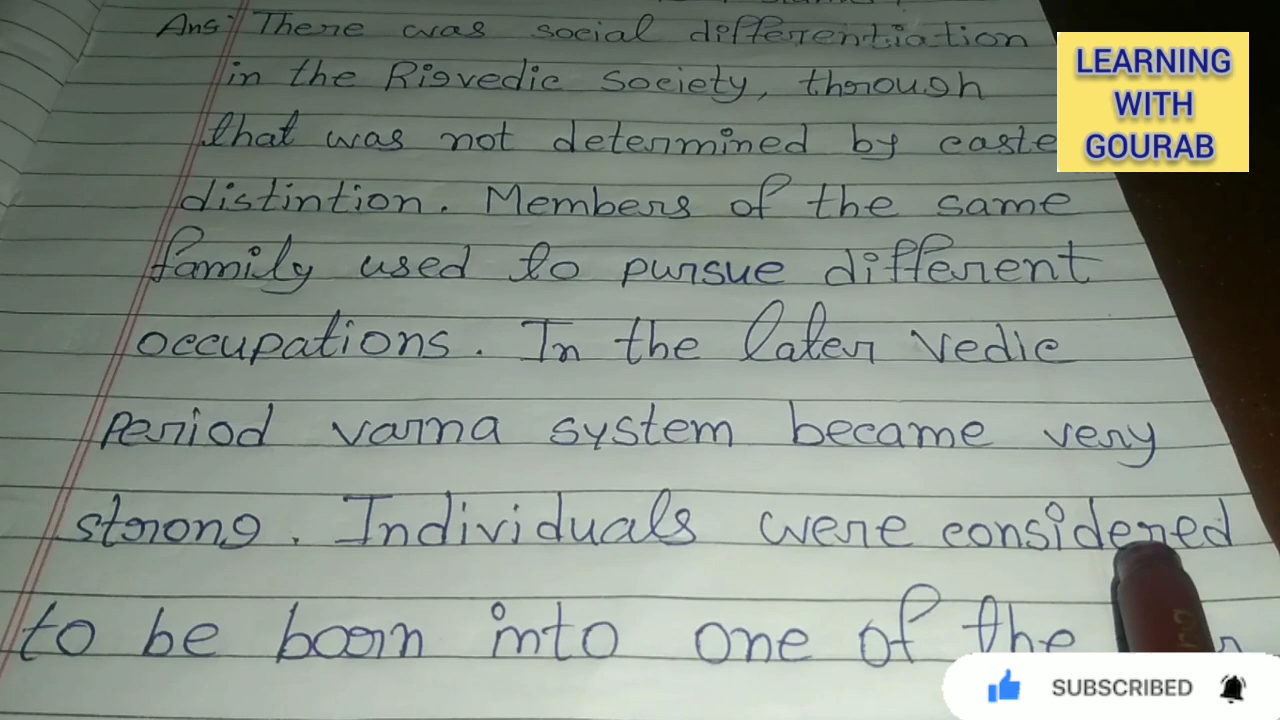 Ans: There was social differentiation
in the Rigvedic society, through
that was not determined by caste
distintion. Members of the same
family used to pursue different
occupations. In the later vedic
period varna system became very
strong. Individuals were considered
to be born into one of the
LEARNING
WITH
GOURAB
SUBSCRIBED